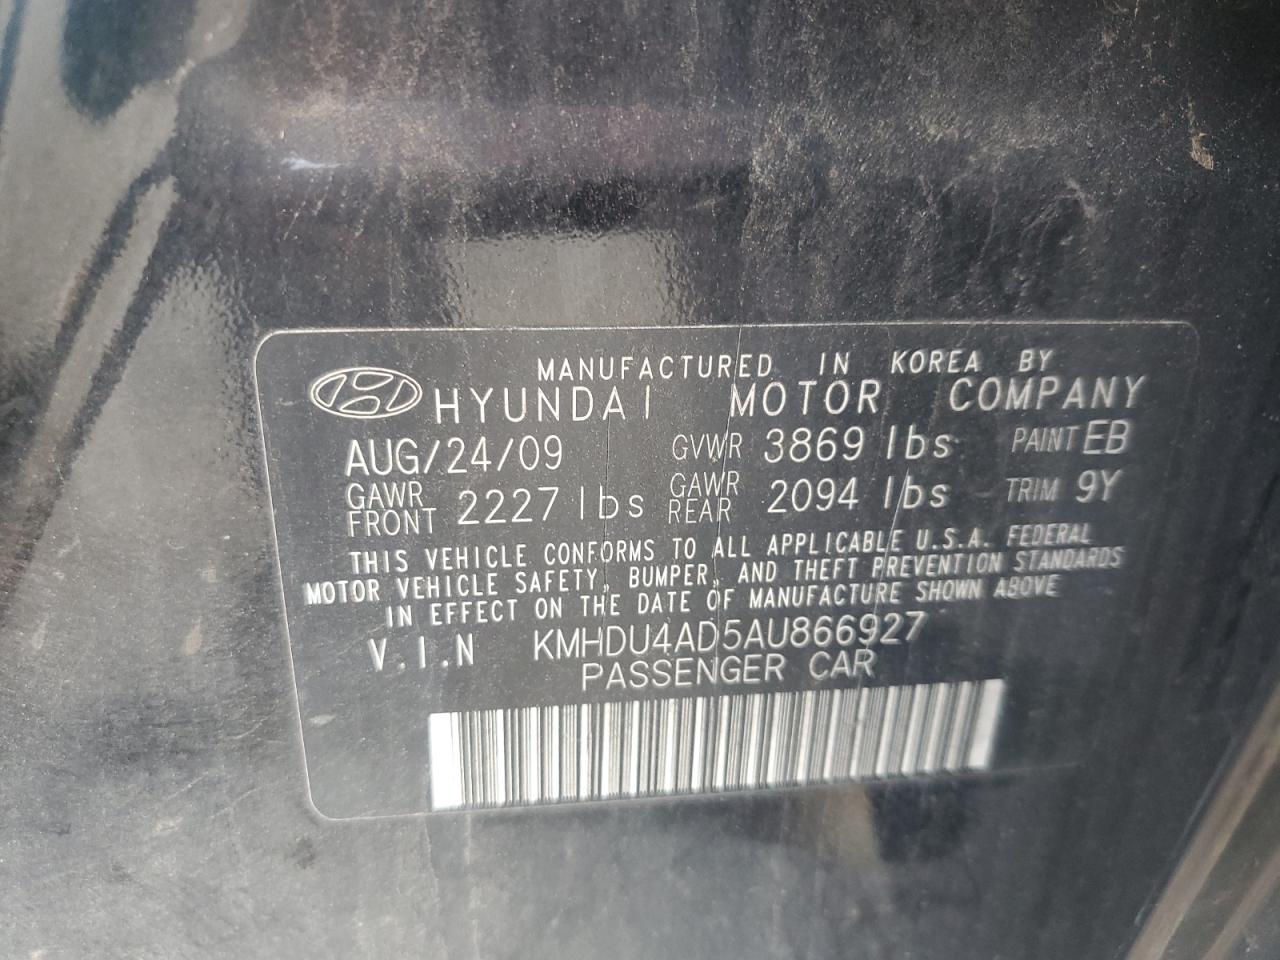 MANUFACTURED IN KOREA BY
HYUNDAI MOTOR COMPANY
AUG/24/09 GVWR 3869 lbs PAINT EB
GAWR FRONT 2227 lbs GAWR REAR 2094 lbs TRIM 9Y
THIS VEHICLE CONFORMS TO ALL APPLICABLE U.S.A. FEDERAL
MOTOR VEHICLE SAFETY, BUMPER, AND THEFT PREVENTION STANDARDS
IN EFFECT ON THE DATE OF MANUFACTURE SHOWN ABOVE
V.I.N KMHDU4AD5AU866927
PASSENGER CAR